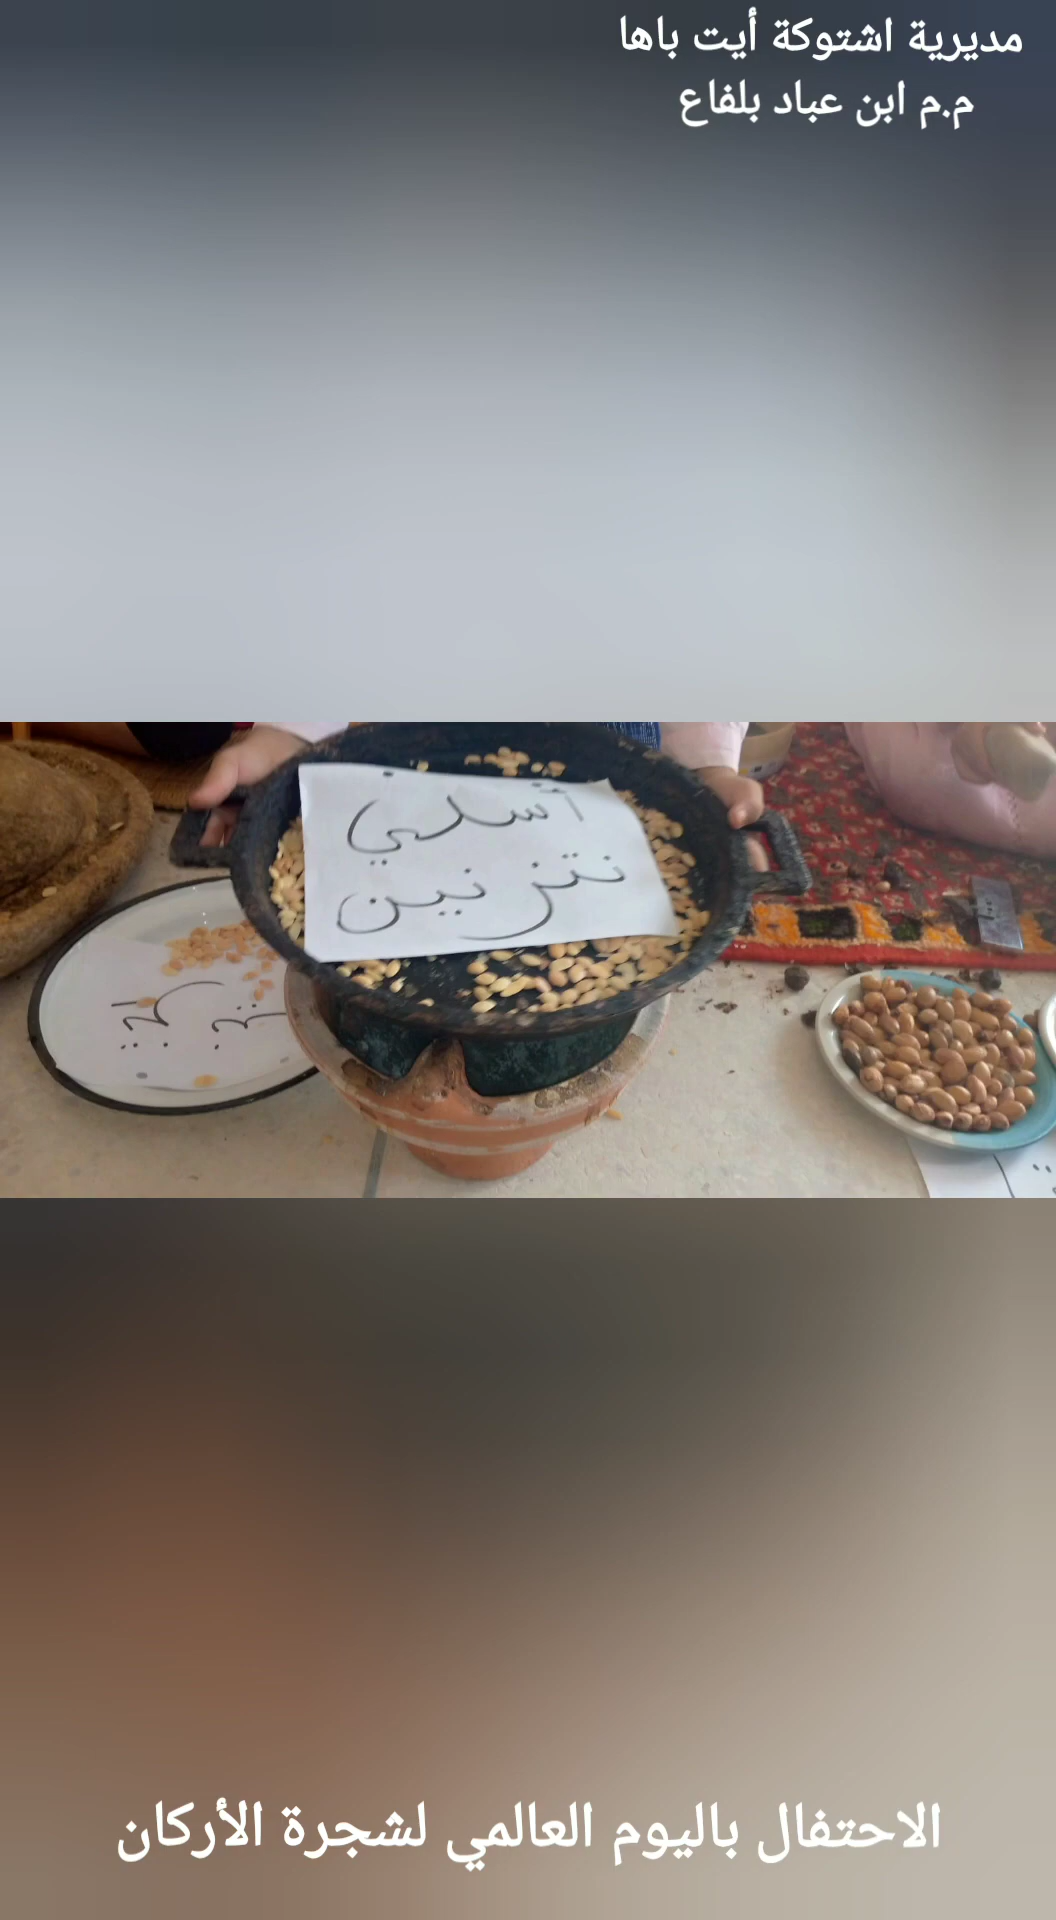 مديرية اشتوكة أيت باها
م.م ابن عباد بلفاع
أسلي
نتزنين
الاحتفال باليوم العالمي لشجرة الأركان